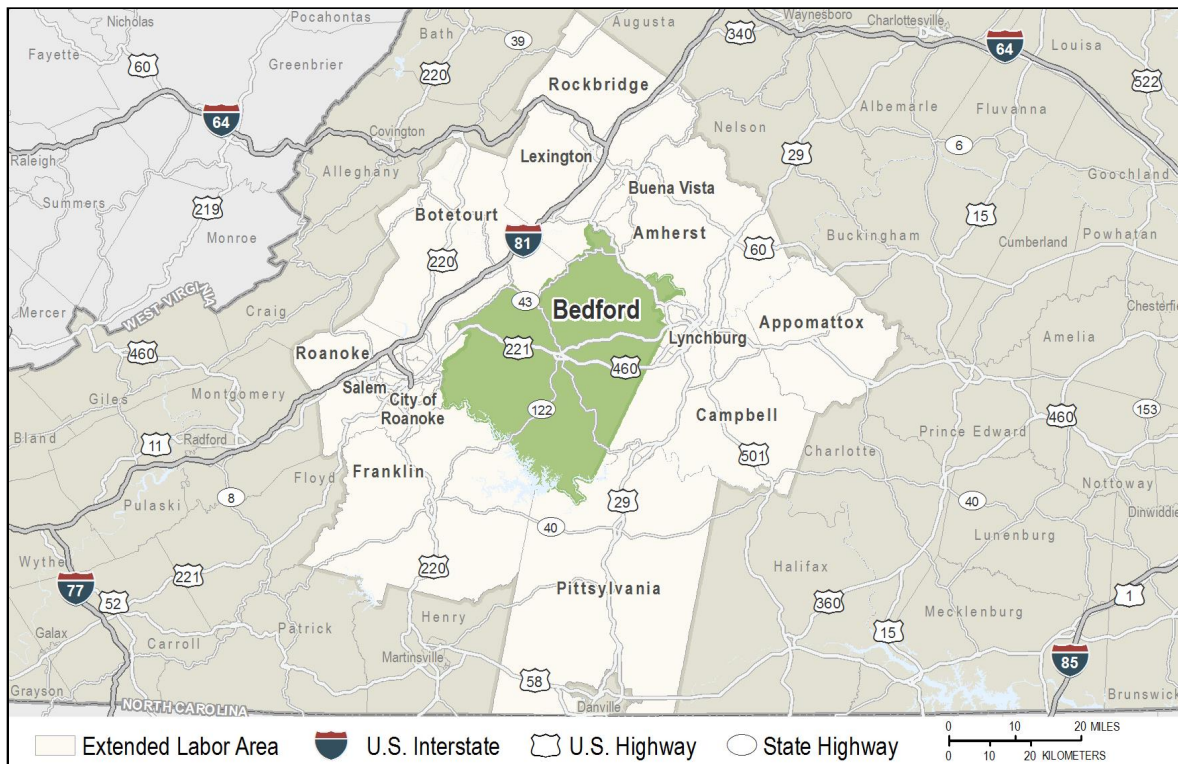 Nicholas
Pocahontas
Augusta
Waynesboro
Charlottesville
Fayette
60
Greenbrier
Bath
39
340
64
Louisa
220
Rockbridge
522
64
Covington
Albemarle
Fluvanna
Raleigh
Nelson
6
Alleghany
Lexington
29
Goochland
Summers
Buena Vista
219
Botetourt
15
Monroe
Amherst
Powhatan
81
Buckingham
Cumberland
220
60
WEST VIRGINIA
43
Bedford
Chesterfield
Mercer
Craig
Appomattox
Amelia
460
Roanoke
221
Lynchburg
460
Giles
Montgomery
Salem
City of
Roanoke
122
Campbell
460
153
Bland
11
Radford
Prince Edward
Franklin
501
Charlotte
Floyd
Nottoway
8
29
40
Pulaski
40
Dinwiddie
Lunenburg
Wythe
220
Halifax
77
221
Pittsylvania
52
Henry
360
Mecklenburg
1
Galax
Carroll
Patrick
15
Martinsville
85
58
Grayson
Danville
Brunswick
NORTH CAROLINA
Extended Labor Area
U.S. Interstate
U.S. Highway
State Highway
0 10 20 MILES
0 10 20 KILOMETERS